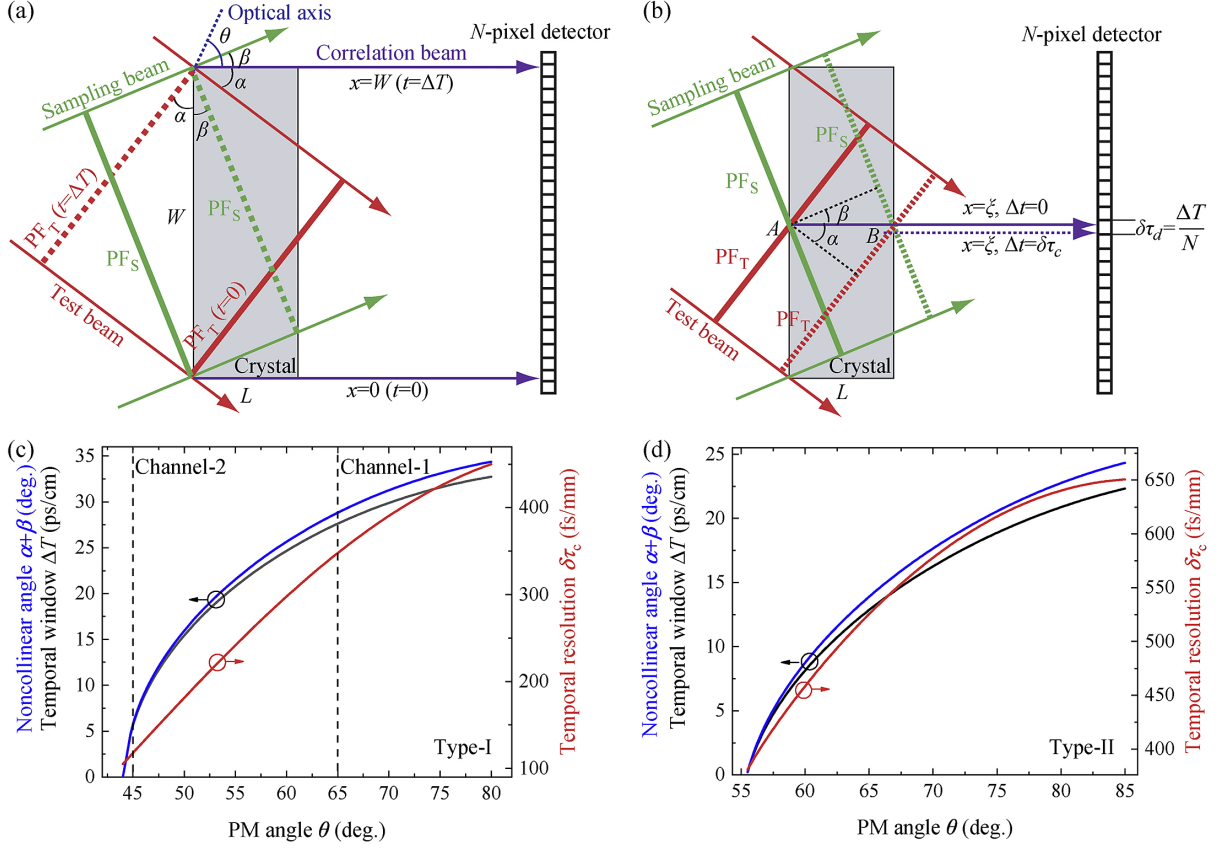 (a)
Optical axis
θ
β
α
Correlation beam
x=W (t=ΔT)
N-pixel detector
Sampling beam
α
β
PF_T (t=ΔT)
PF_S
W
PF_S
PF_T (t=0)
Test beam
Crystal
L
x=0 (t=0)
(b)
N-pixel detector
Sampling beam
PF_S
PF_S
β
α
A
B
x=ξ, Δt=0
x=ξ, Δt=δτ_c
δτ_d=ΔT/N
PF_T
PF_T
Test beam
Crystal
L
(c)
Noncollinear angle α+β (deg.)
Temporal window ΔT (ps/cm)
35
30
25
20
15
10
5
0
Channel-2
Channel-1
Type-I
400
300
200
100
Temporal resolution δτ_c (fs/mm)
45 50 55 60 65 70 75 80
PM angle θ (deg.)
(d)
Noncollinear angle α+β (deg.)
Temporal window ΔT (ps/cm)
25
20
15
10
5
0
Type-II
650
600
550
500
450
400
Temporal resolution δτ_c (fs/mm)
55 60 65 70 75 80 85
PM angle θ (deg.)